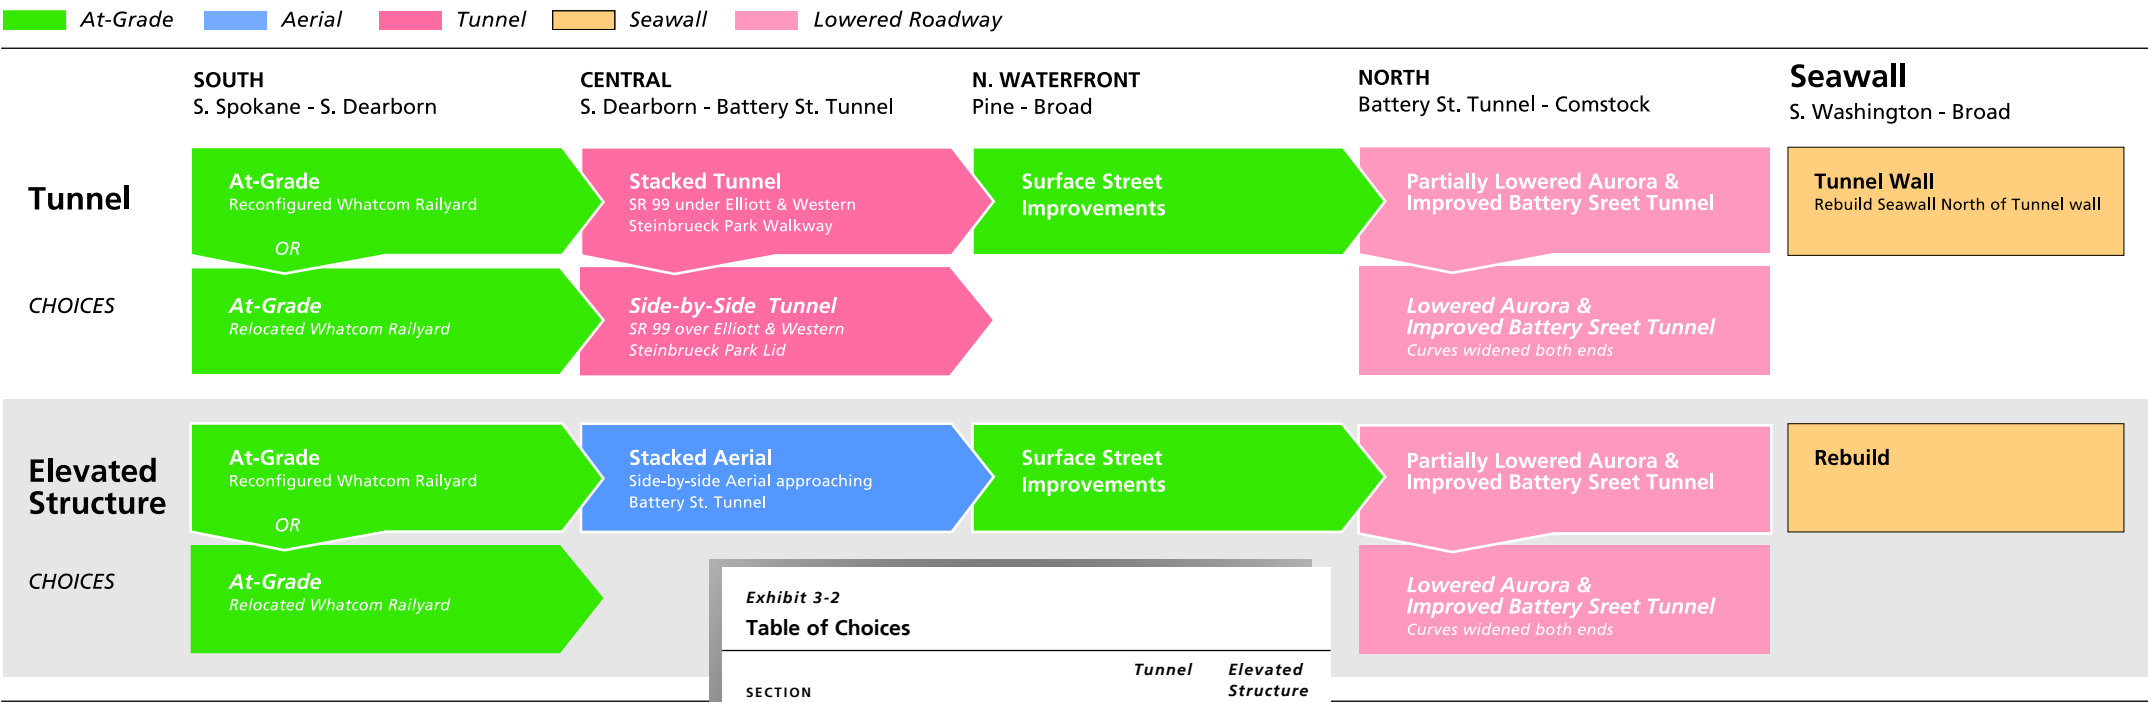 At-Grade
Aerial
Tunnel
Seawall
Lowered Roadway
SOUTH
S. Spokane - S. Dearborn
CENTRAL
S. Dearborn - Battery St. Tunnel
N. WATERFRONT
Pine - Broad
NORTH
Battery St. Tunnel - Comstock
Seawall
S. Washington - Broad
Tunnel
At-Grade
Reconfigured Whatcom Railyard
OR
Stacked Tunnel
SR 99 under Elliott & Western
Steinbrueck Park Walkway
Surface Street
Improvements
Partially Lowered Aurora &
Improved Battery Sreet Tunnel
Tunnel Wall
Rebuild Seawall North of Tunnel wall
CHOICES
At-Grade
Relocated Whatcom Railyard
Side-by-Side Tunnel
SR 99 over Elliott & Western
Steinbrueck Park Lid
Lowered Aurora &
Improved Battery Sreet Tunnel
Curves widened both ends
Elevated
Structure
At-Grade
Reconfigured Whatcom Railyard
OR
Stacked Aerial
Side-by-side Aerial approaching
Battery St. Tunnel
Surface Street
Improvements
Partially Lowered Aurora &
Improved Battery Sreet Tunnel
Rebuild
CHOICES
At-Grade
Relocated Whatcom Railyard
Lowered Aurora &
Improved Battery Sreet Tunnel
Curves widened both ends
Exhibit 3-2
Table of Choices
SECTION
Tunnel
Elevated
Structure